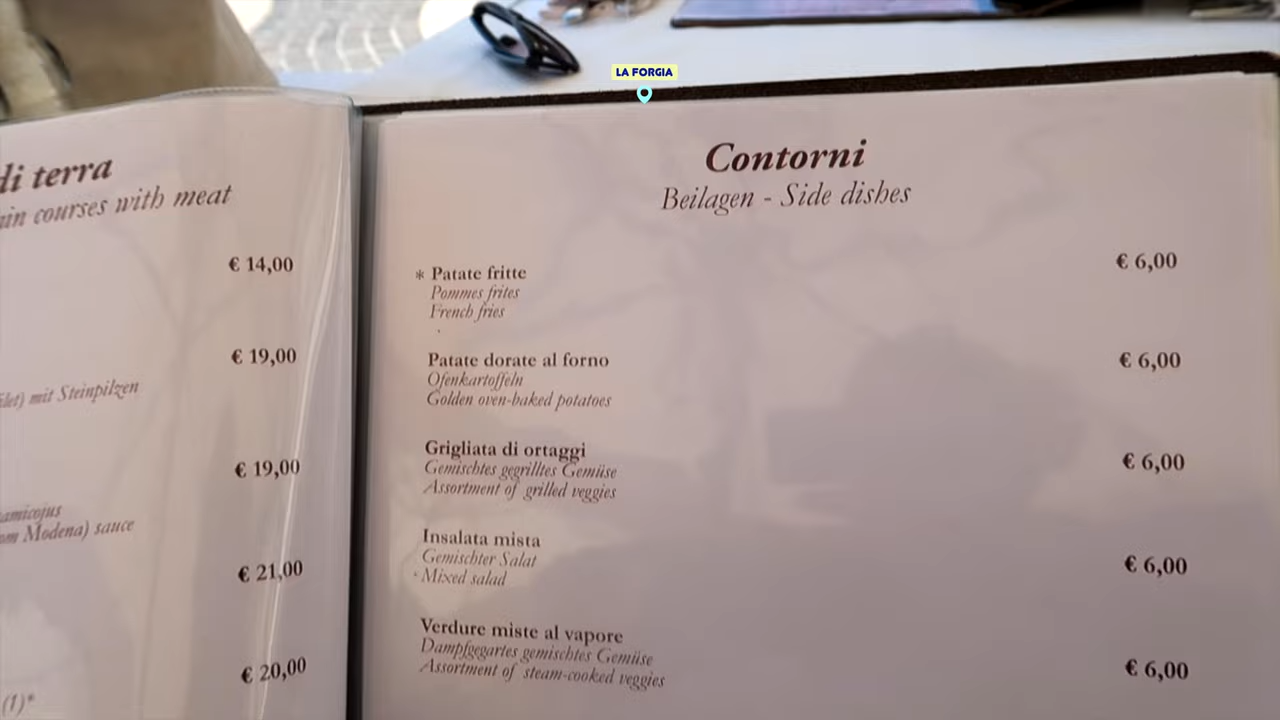 LA FORGIA
di terra
courses with meat
€ 14,00
€ 19,00
mit Steinpilzen
€ 19,00
Modena) sauce
€ 21,00
€ 20,00
(1)*
Contorni
Beilagen - Side dishes
* Patate fritte € 6,00
Pommes frites
French fries
Patate dorate al forno € 6,00
Ofenkartoffeln
Golden oven-baked potatoes
Grigliata di ortaggi € 6,00
Gemischtes gegrilltes Gemüse
Assortment of grilled veggies
Insalata mista € 6,00
Gemischter Salat
Mixed salad
Verdure miste al vapore € 6,00
Dampfgegartes gemischtes Gemüse
Assortment of steam-cooked veggies